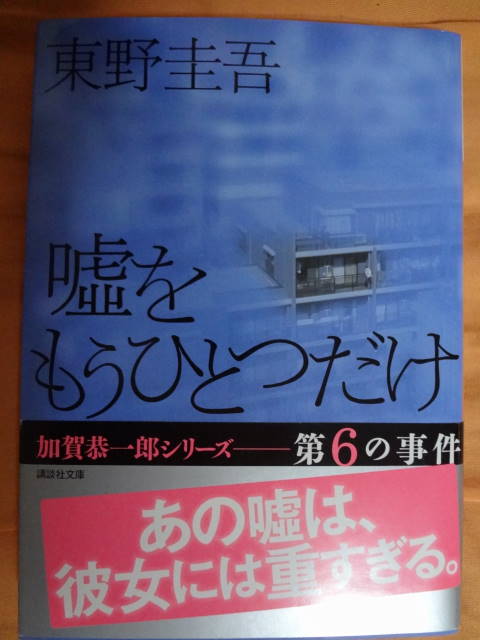 東野圭吾
嘘を
もうひとつだけ
加賀恭一郎シリーズ――第6の事件
講談社文庫
あの嘘は、
彼女には重すぎる。